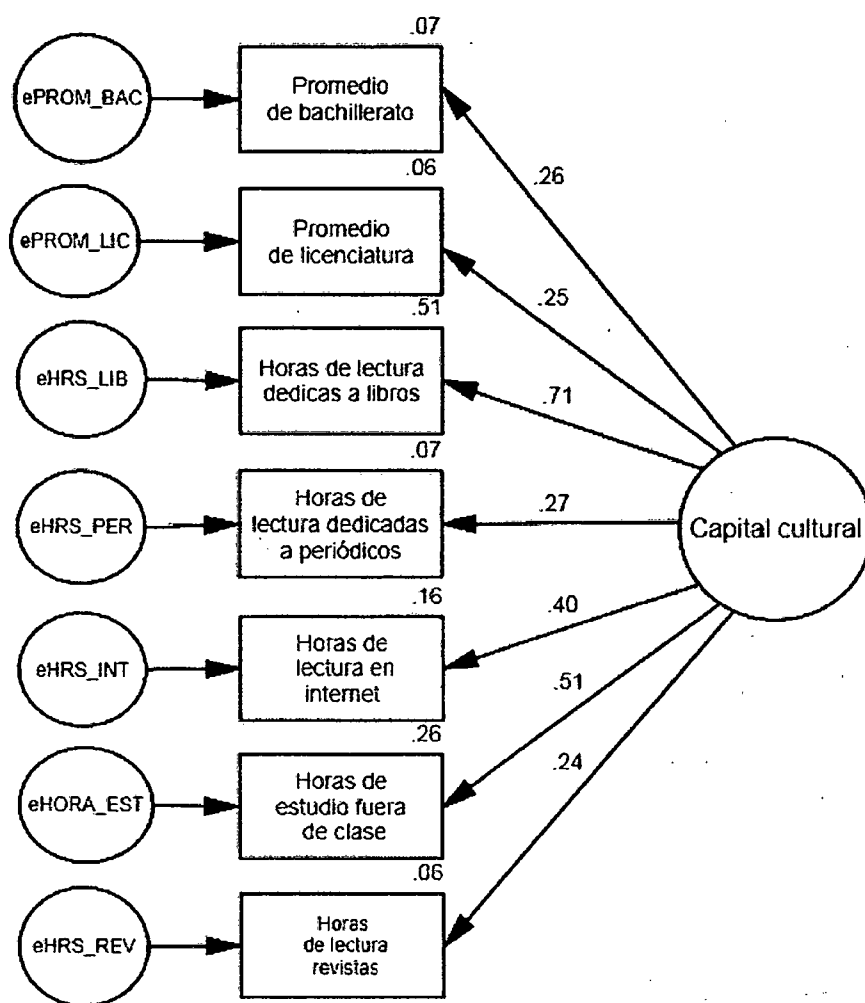 .07
ePROM_BAC
Promedio
de bachillerato
.26
.06
ePROM_LIC
Promedio
de licenciatura
.25
.51
eHRS_LIB
Horas de lectura
dedicas a libros
.71
.07
eHRS_PER
Horas de
lectura dedicadas
a periódicos
.27
Capital cultural
.16
eHRS_INT
Horas de
lectura en
internet
.40
.51
.26
eHORA_EST
Horas de
estudio fuera
de clase
.24
.06
eHRS_REV
Horas
de lectura
revistas